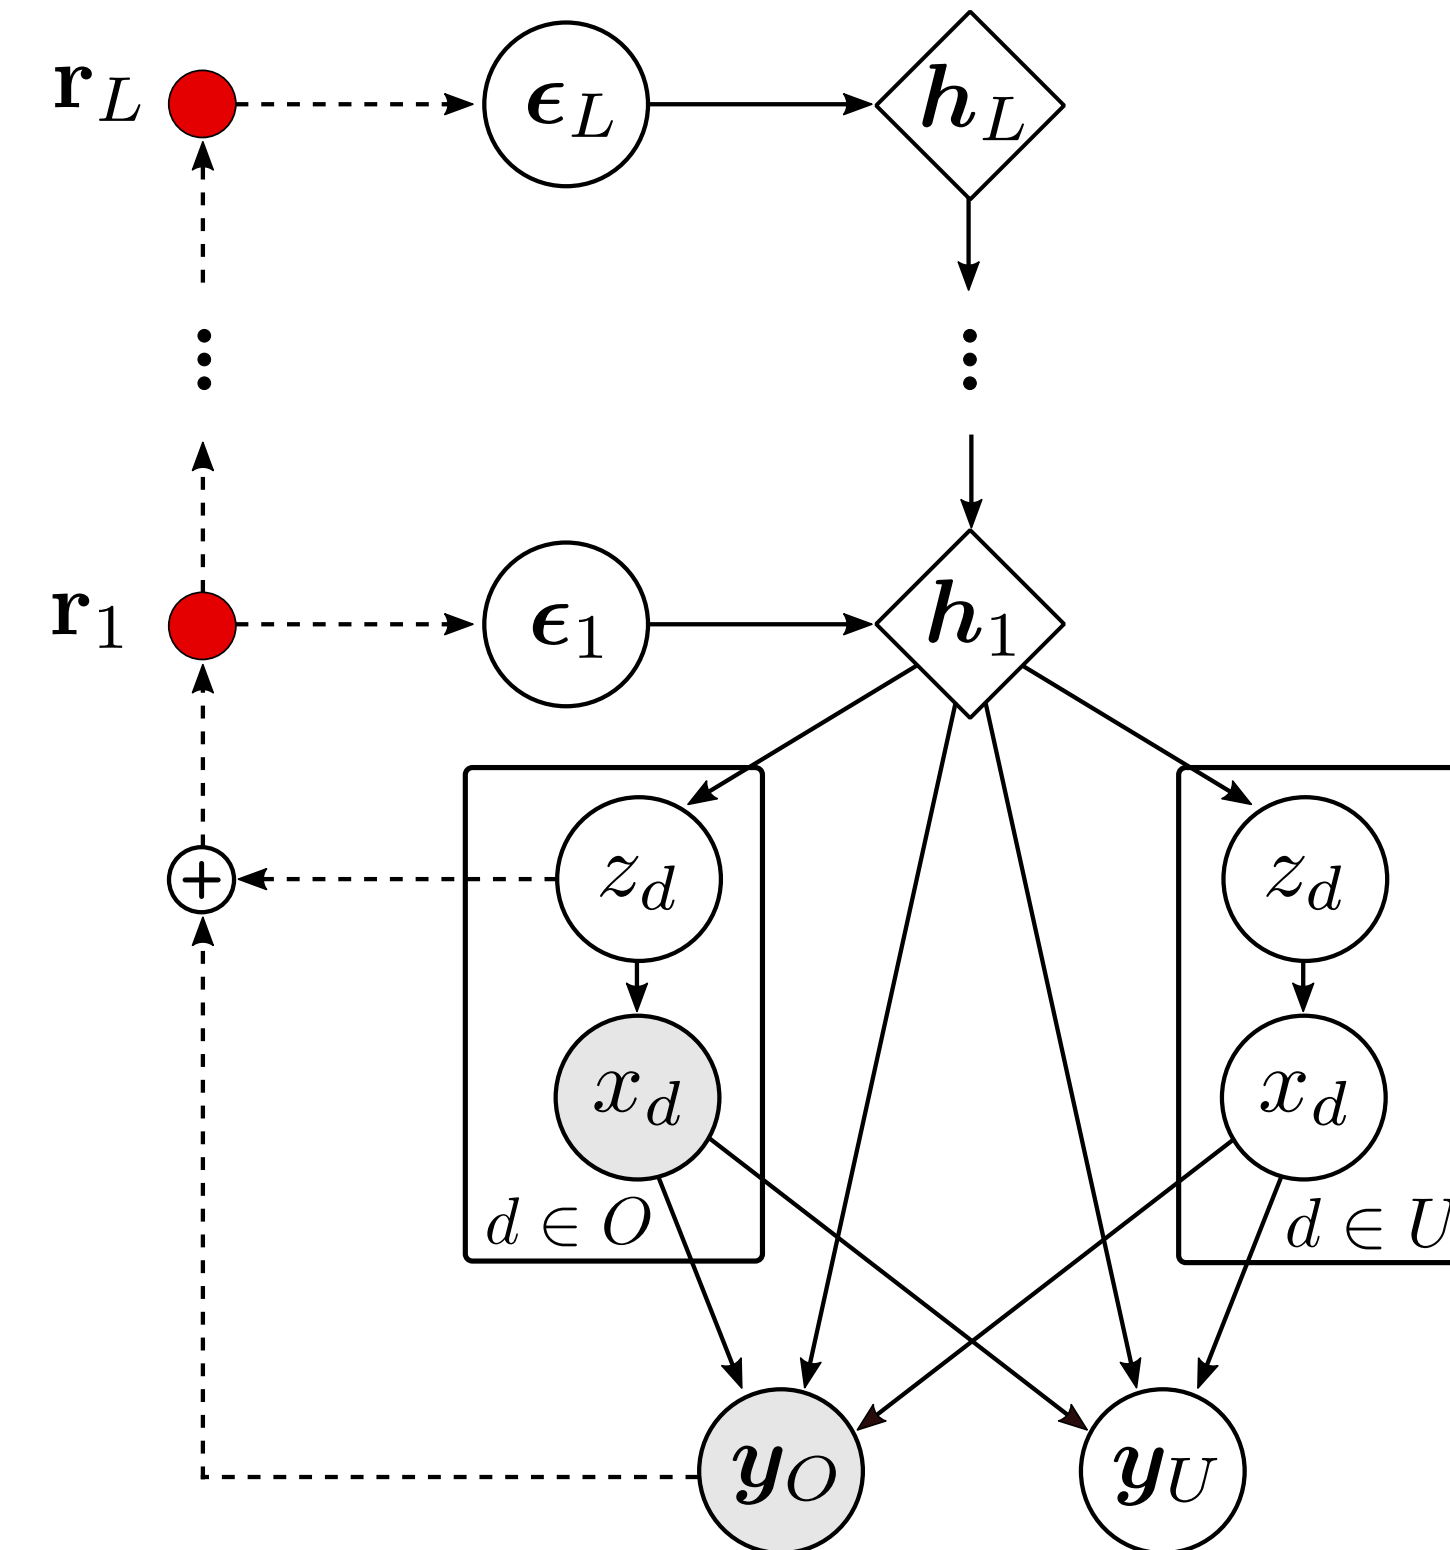 𝐫_L ϵ_L h_L
𝐫_1 ϵ_1 h_1
+ z_d z_d
x_d x_d
d ∈ O d ∈ U
y_O y_U